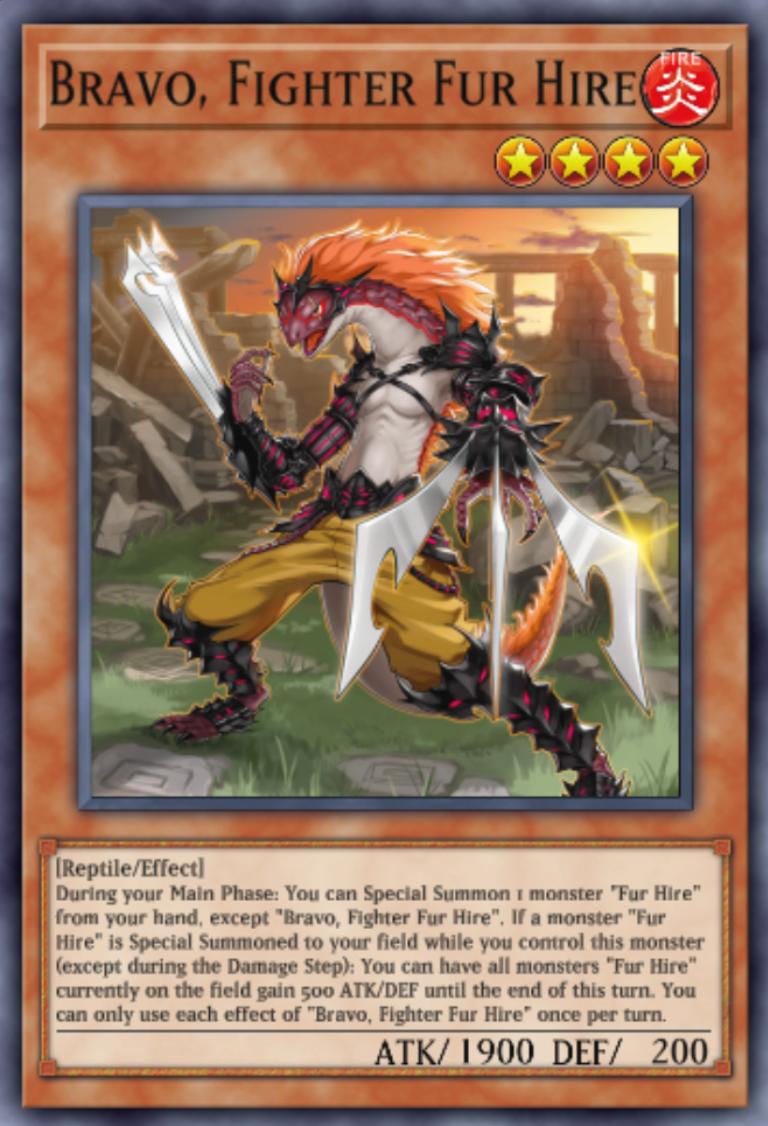 BRAVO, FIGHTER FUR HIRE
FIRE
炎
[Reptile/Effect]
During your Main Phase: You can Special Summon 1 monster "Fur Hire"
from your hand, except "Bravo, Fighter Fur Hire". If a monster "Fur
Hire" is Special Summoned to your field while you control this monster
(except during the Damage Step): You can have all monsters "Fur Hire"
currently on the field gain 500 ATK/DEF until the end of this turn. You
can only use each effect of "Bravo, Fighter Fur Hire" once per turn.
ATK/ 1900 DEF/ 200